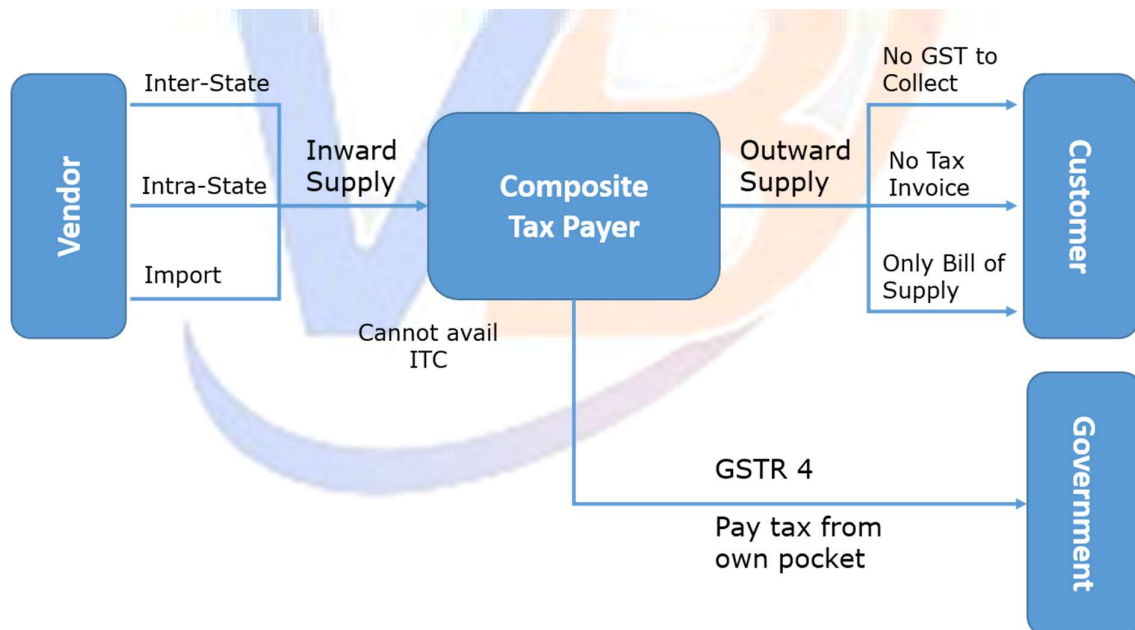 Vendor
Inter-State
Intra-State
Import
Inward
Supply
Cannot avail
ITC
Composite
Tax Payer
Outward
Supply
No GST to
Collect
No Tax
Invoice
Only Bill of
Supply
Customer
GSTR 4
Pay tax from
own pocket
Government
VB